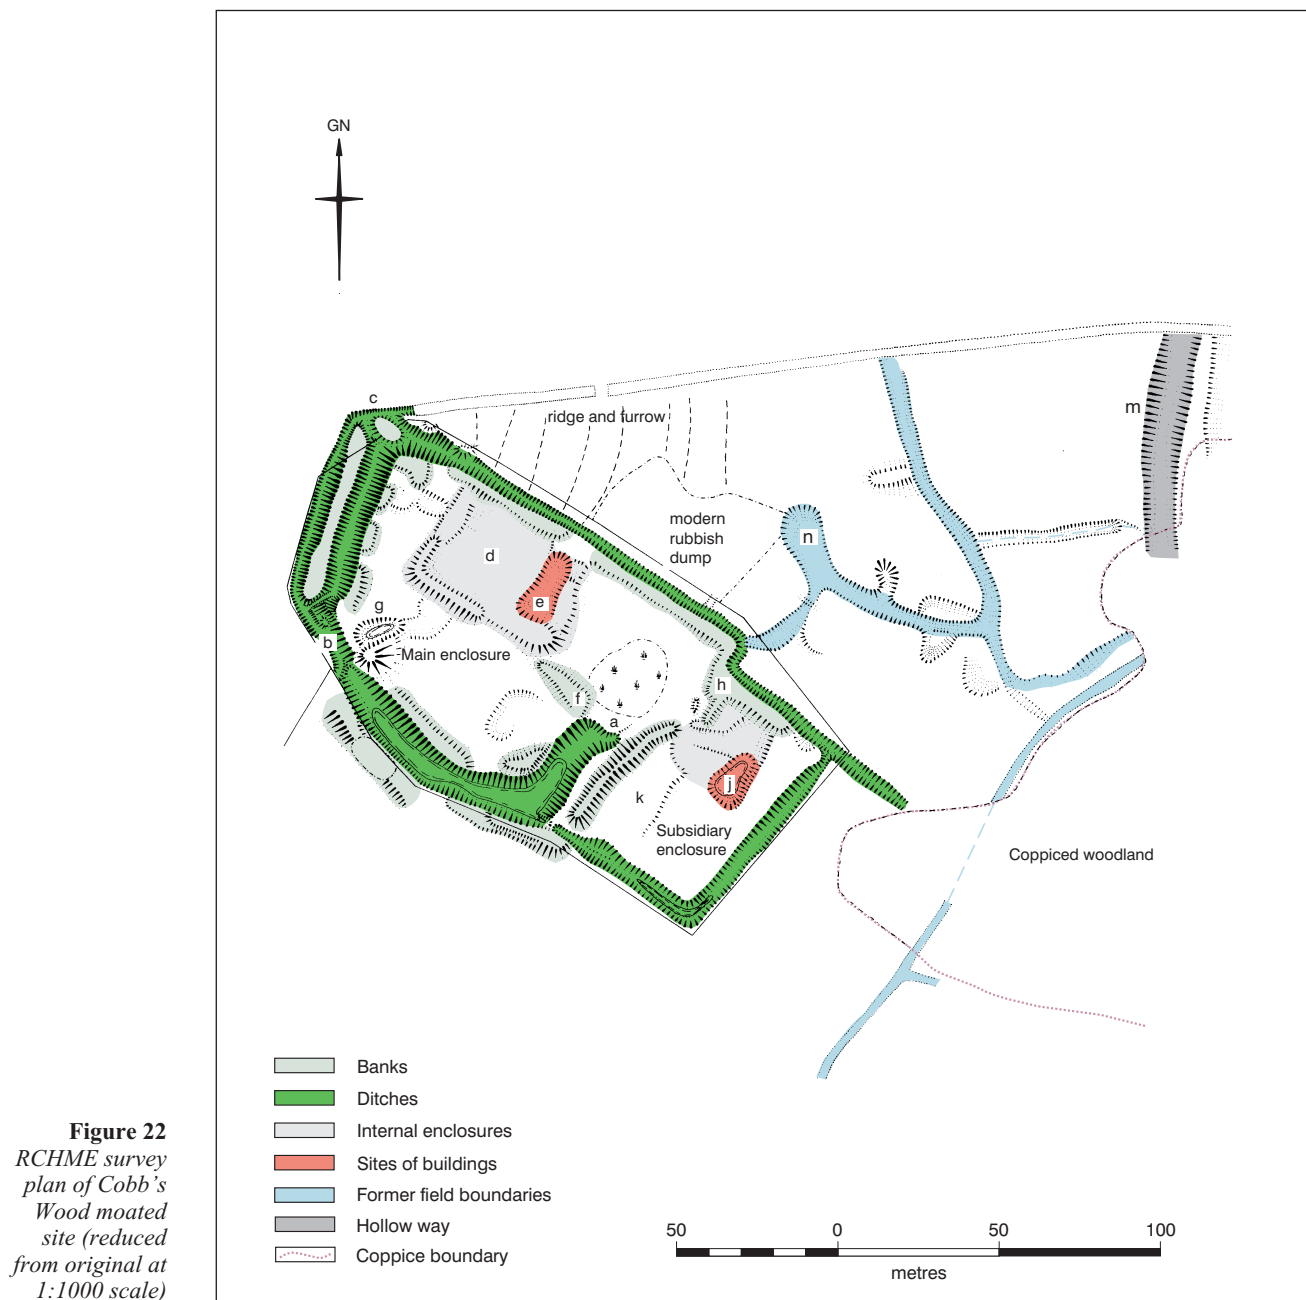 GN
c
ridge and furrow
m
modern
rubbish
dump
n
d
e
g
b
Main enclosure
h
f
a
j
k
Subsidiary
enclosure
Coppiced woodland
Banks
Ditches
Internal enclosures
Sites of buildings
Former field boundaries
Hollow way
Coppice boundary
50 0 50 100
metres
Figure 22
RCHME survey
plan of Cobb's
Wood moated
site (reduced
from original at
1:1000 scale)